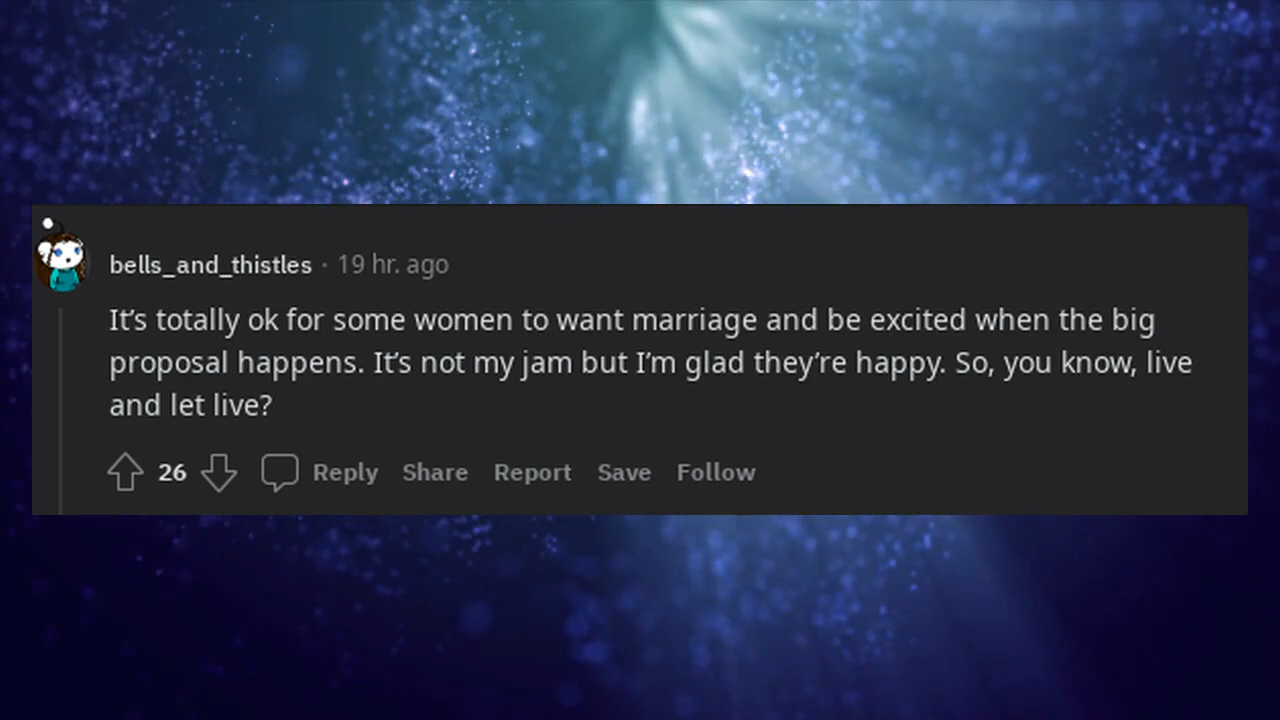 bells_and_thistles · 19 hr. ago
It’s totally ok for some women to want marriage and be excited when the big
proposal happens. It’s not my jam but I’m glad they’re happy. So, you know, live
and let live?
26 Reply Share Report Save Follow